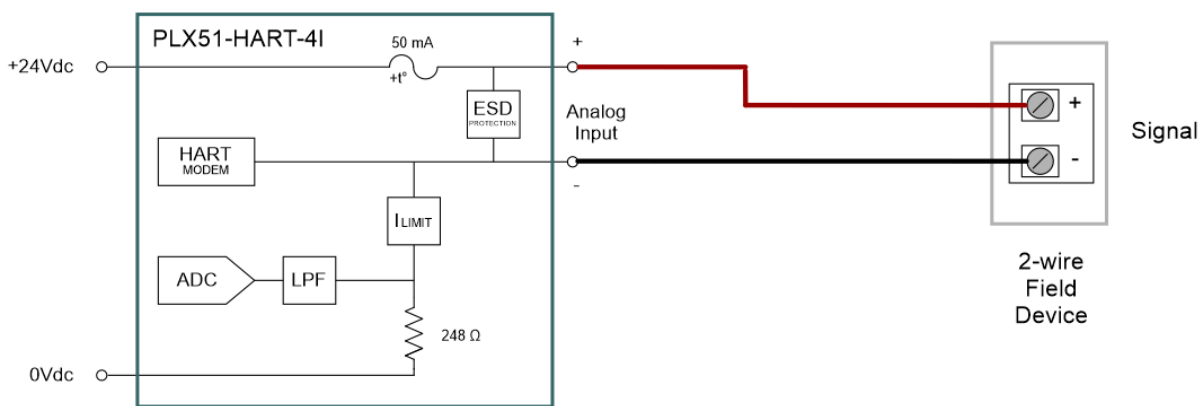 PLX51-HART-4I
50 mA
+t°
+24Vdc
+
ESD
PROTECTION
Analog
Input
+
-
Signal
HART
MODEM
-
I LIMIT
ADC
LPF
248 Ω
2-wire
Field
Device
0Vdc